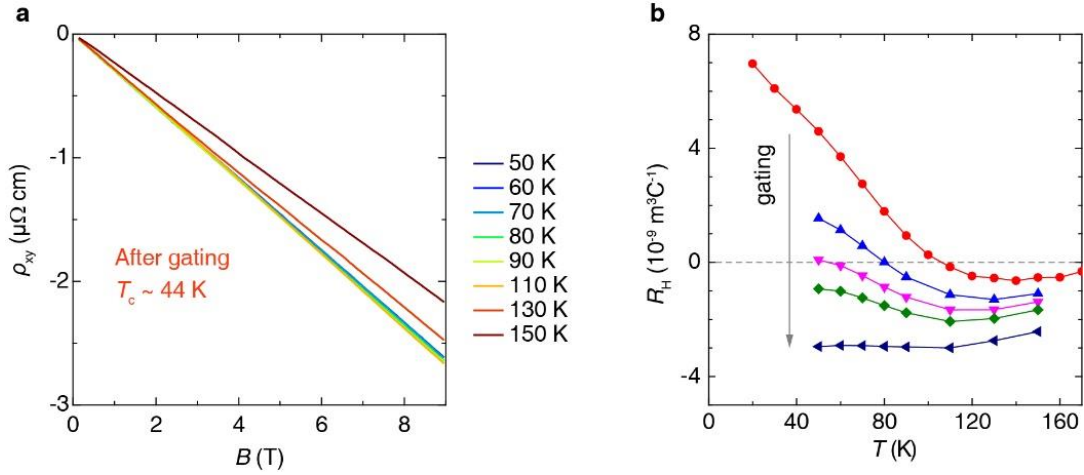 a
0
-1
-2
-3
ρxy (μΩ cm)
After gating
Tc ~ 44 K
0
2
4
6
8
B (T)
50 K
60 K
70 K
80 K
90 K
110 K
130 K
150 K
b
8
4
0
-4
RH (10⁻⁹ m³C⁻¹)
gating
0
40
80
120
160
T (K)